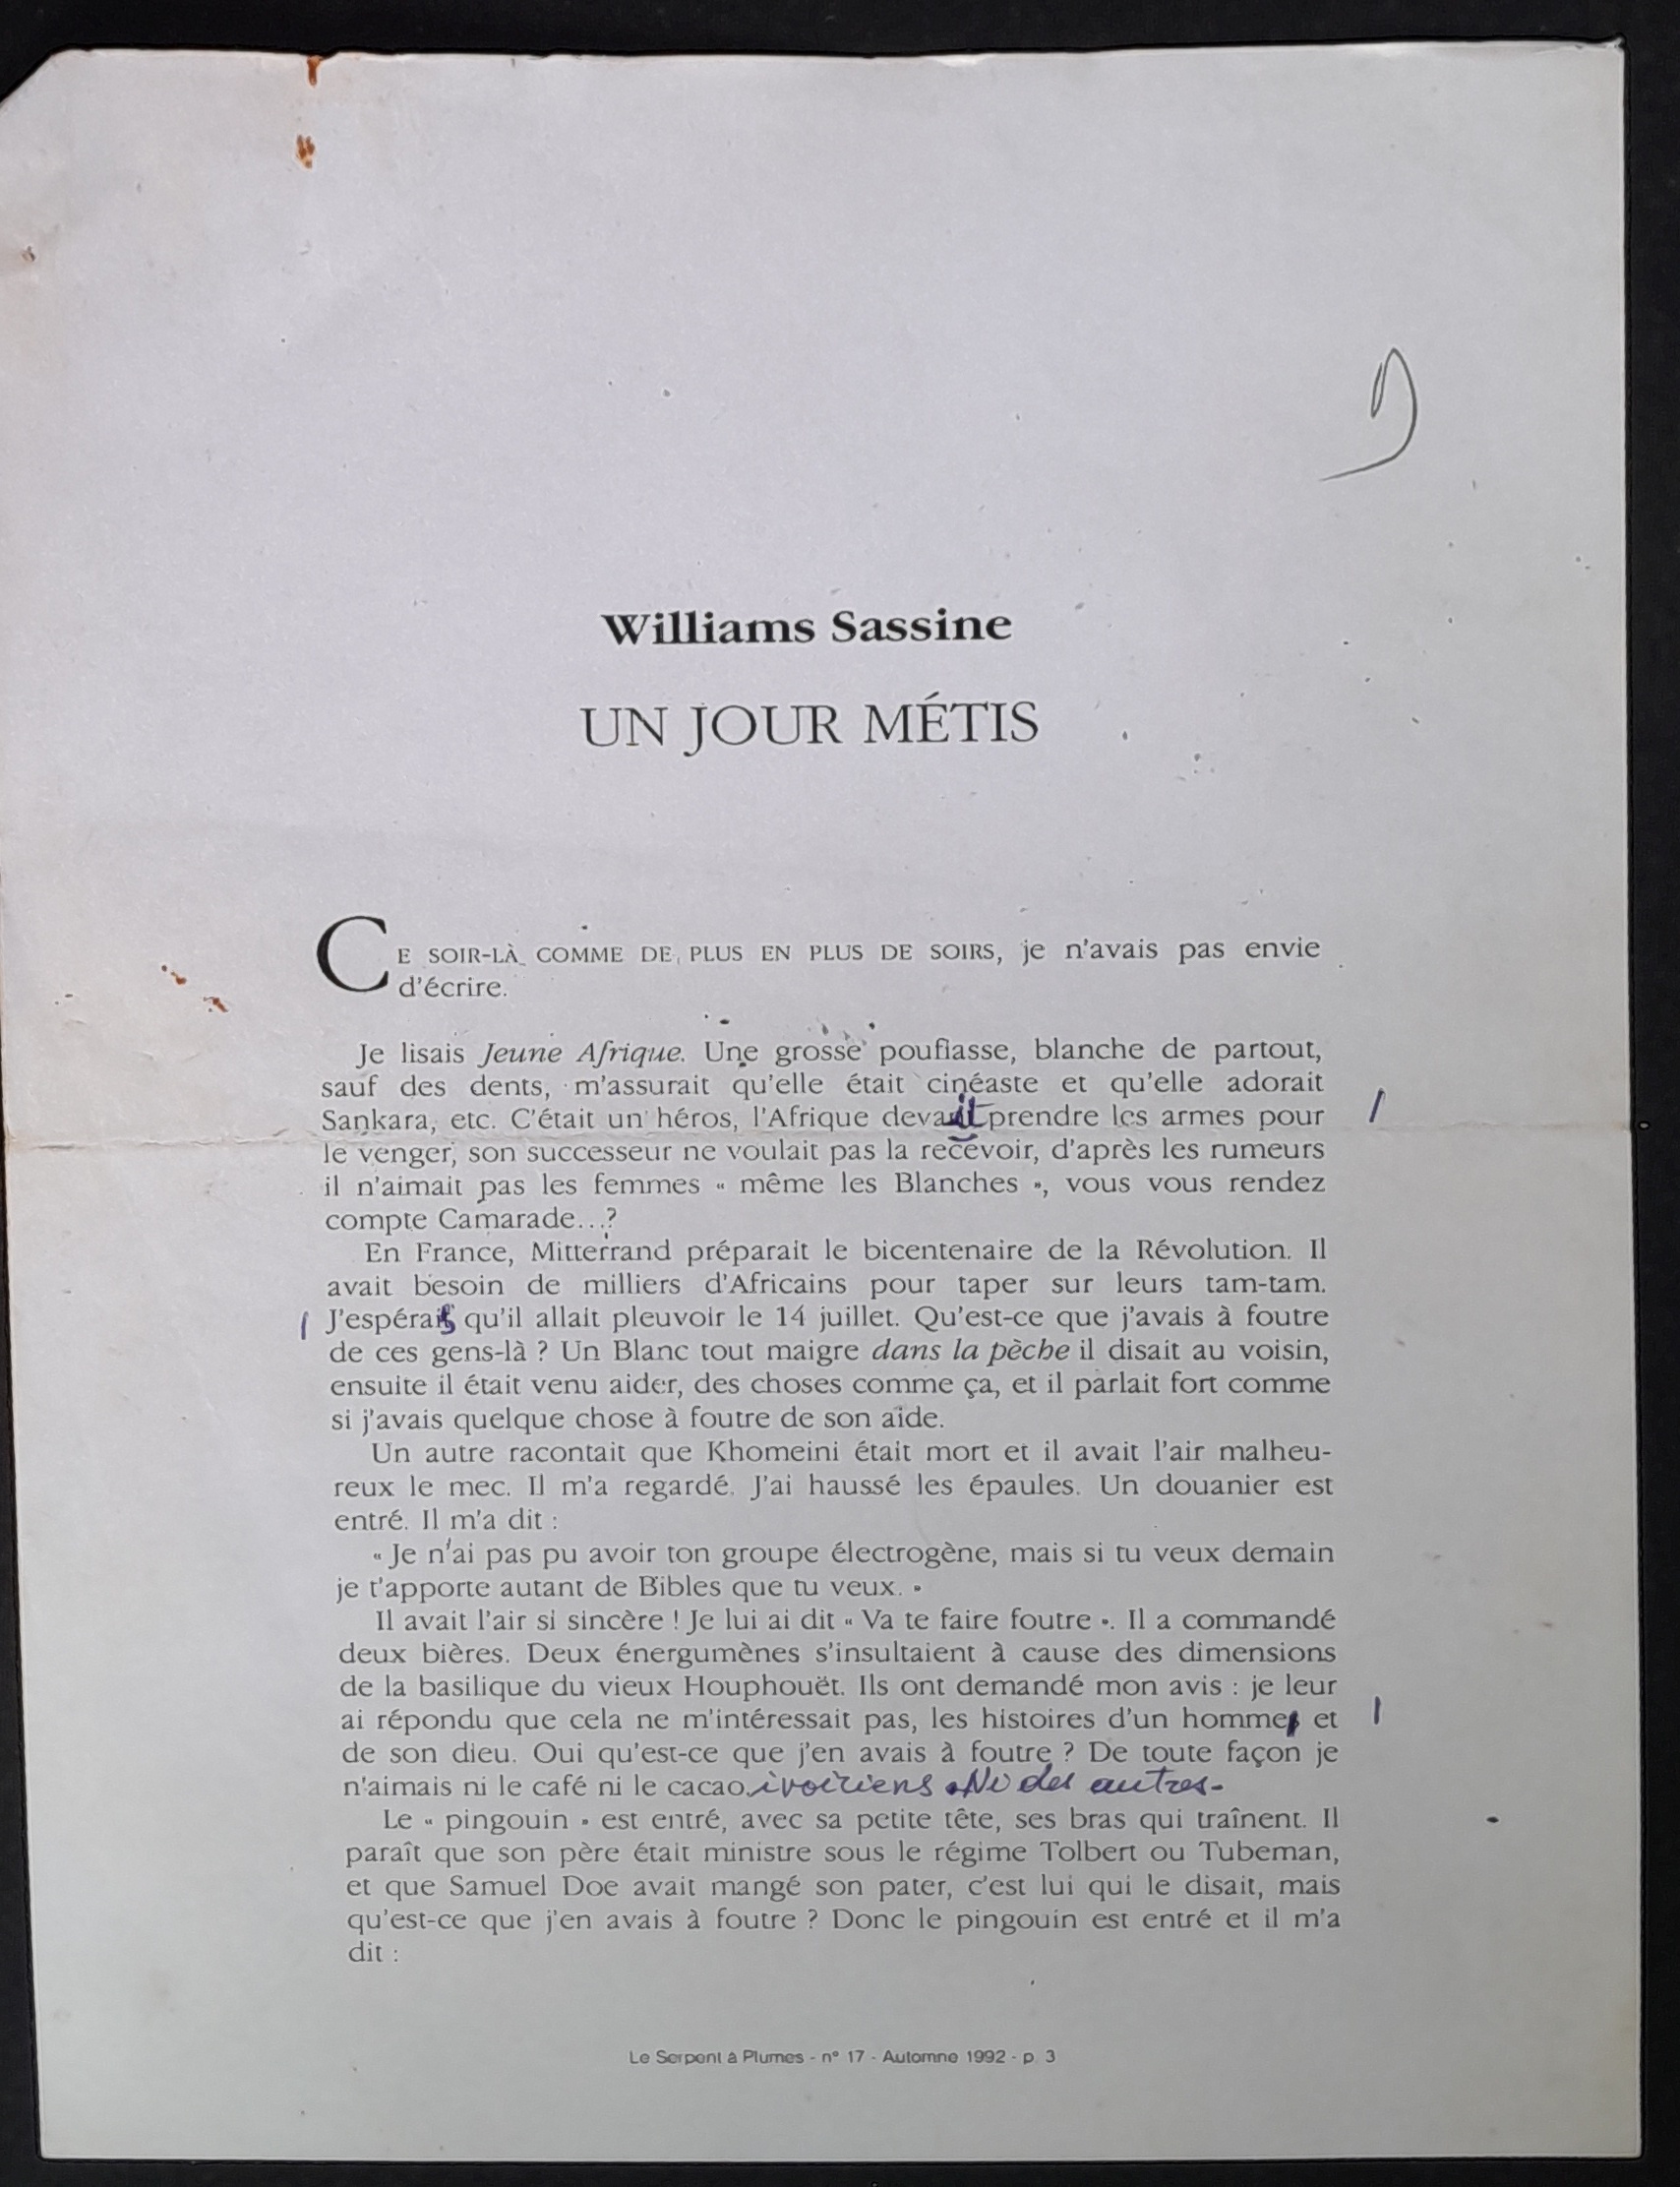 Williams Sassine
UN JOUR MÉTIS
CE SOIR-LÀ COMME DE PLUS EN PLUS DE SOIRS, je n'avais pas envie
d'écrire.
Je lisais Jeune Afrique. Une grosse poufiasse, blanche de partout,
sauf des dents, m'assurait qu'elle était cinéaste et qu'elle adorait
Sankara, etc. C'était un héros, l'Afrique devait prendre les armes pour
le venger, son successeur ne voulait pas la recevoir, d'après les rumeurs
il n'aimait pas les femmes « même les Blanches », vous vous rendez
compte Camarade...?
En France, Mitterrand préparait le bicentenaire de la Révolution. Il
avait besoin de milliers d'Africains pour taper sur leurs tam-tam.
J'espérais qu'il allait pleuvoir le 14 juillet. Qu'est-ce que j'avais à foutre
de ces gens-là ? Un Blanc tout maigre dans la pèche il disait au voisin,
ensuite il était venu aider, des choses comme ça, et il parlait fort comme
si j'avais quelque chose à foutre de son aide.
Un autre racontait que Khomeini était mort et il avait l'air malheu-
reux le mec. Il m'a regardé. J'ai haussé les épaules. Un douanier est
entré. Il m'a dit :
« Je n'ai pas pu avoir ton groupe électrogène, mais si tu veux demain
je t'apporte autant de Bibles que tu veux. »
Il avait l'air si sincère ! Je lui ai dit « Va te faire foutre ». Il a commandé
deux bières. Deux énergumènes s'insultaient à cause des dimensions
de la basilique du vieux Houphouët. Ils ont demandé mon avis : je leur
ai répondu que cela ne m'intéressait pas, les histoires d'un homme et
de son dieu. Oui qu'est-ce que j'en avais à foutre ? De toute façon je
n'aimais ni le café ni le cacao ivoiriens. Ni des autres.
Le « pingouin » est entré, avec sa petite tête, ses bras qui traînent. Il
paraît que son père était ministre sous le régime Tolbert ou Tubeman,
et que Samuel Doe avait mangé son pater, c'est lui qui le disait, mais
qu'est-ce que j'en avais à foutre ? Donc le pingouin est entré et il m'a
dit :
Le Serpent à Plumes - n° 17 - Automne 1992 - p. 3